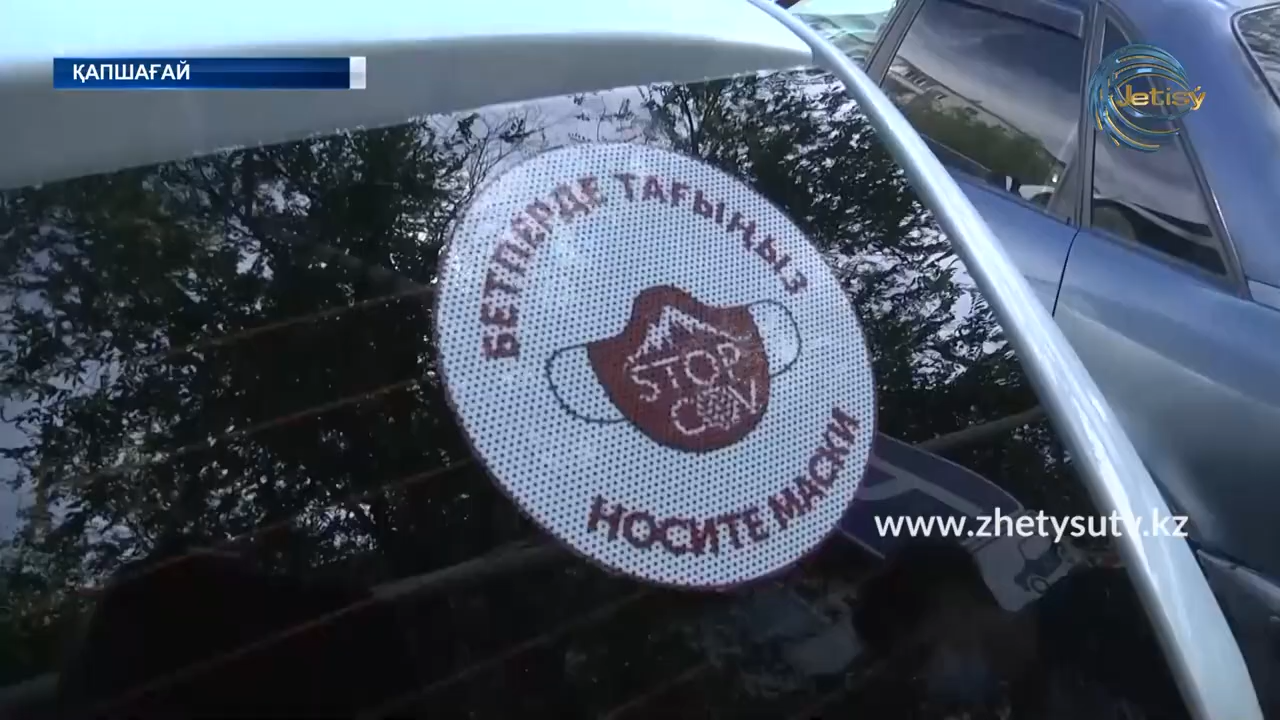 ҚАПШАҒАЙ
Jetisý
БЕТПЕРДЕ ТАҒЫҢЫЗ
STOP
COV
НОСИТЕ МАСКИ
www.zhetysutv.kz